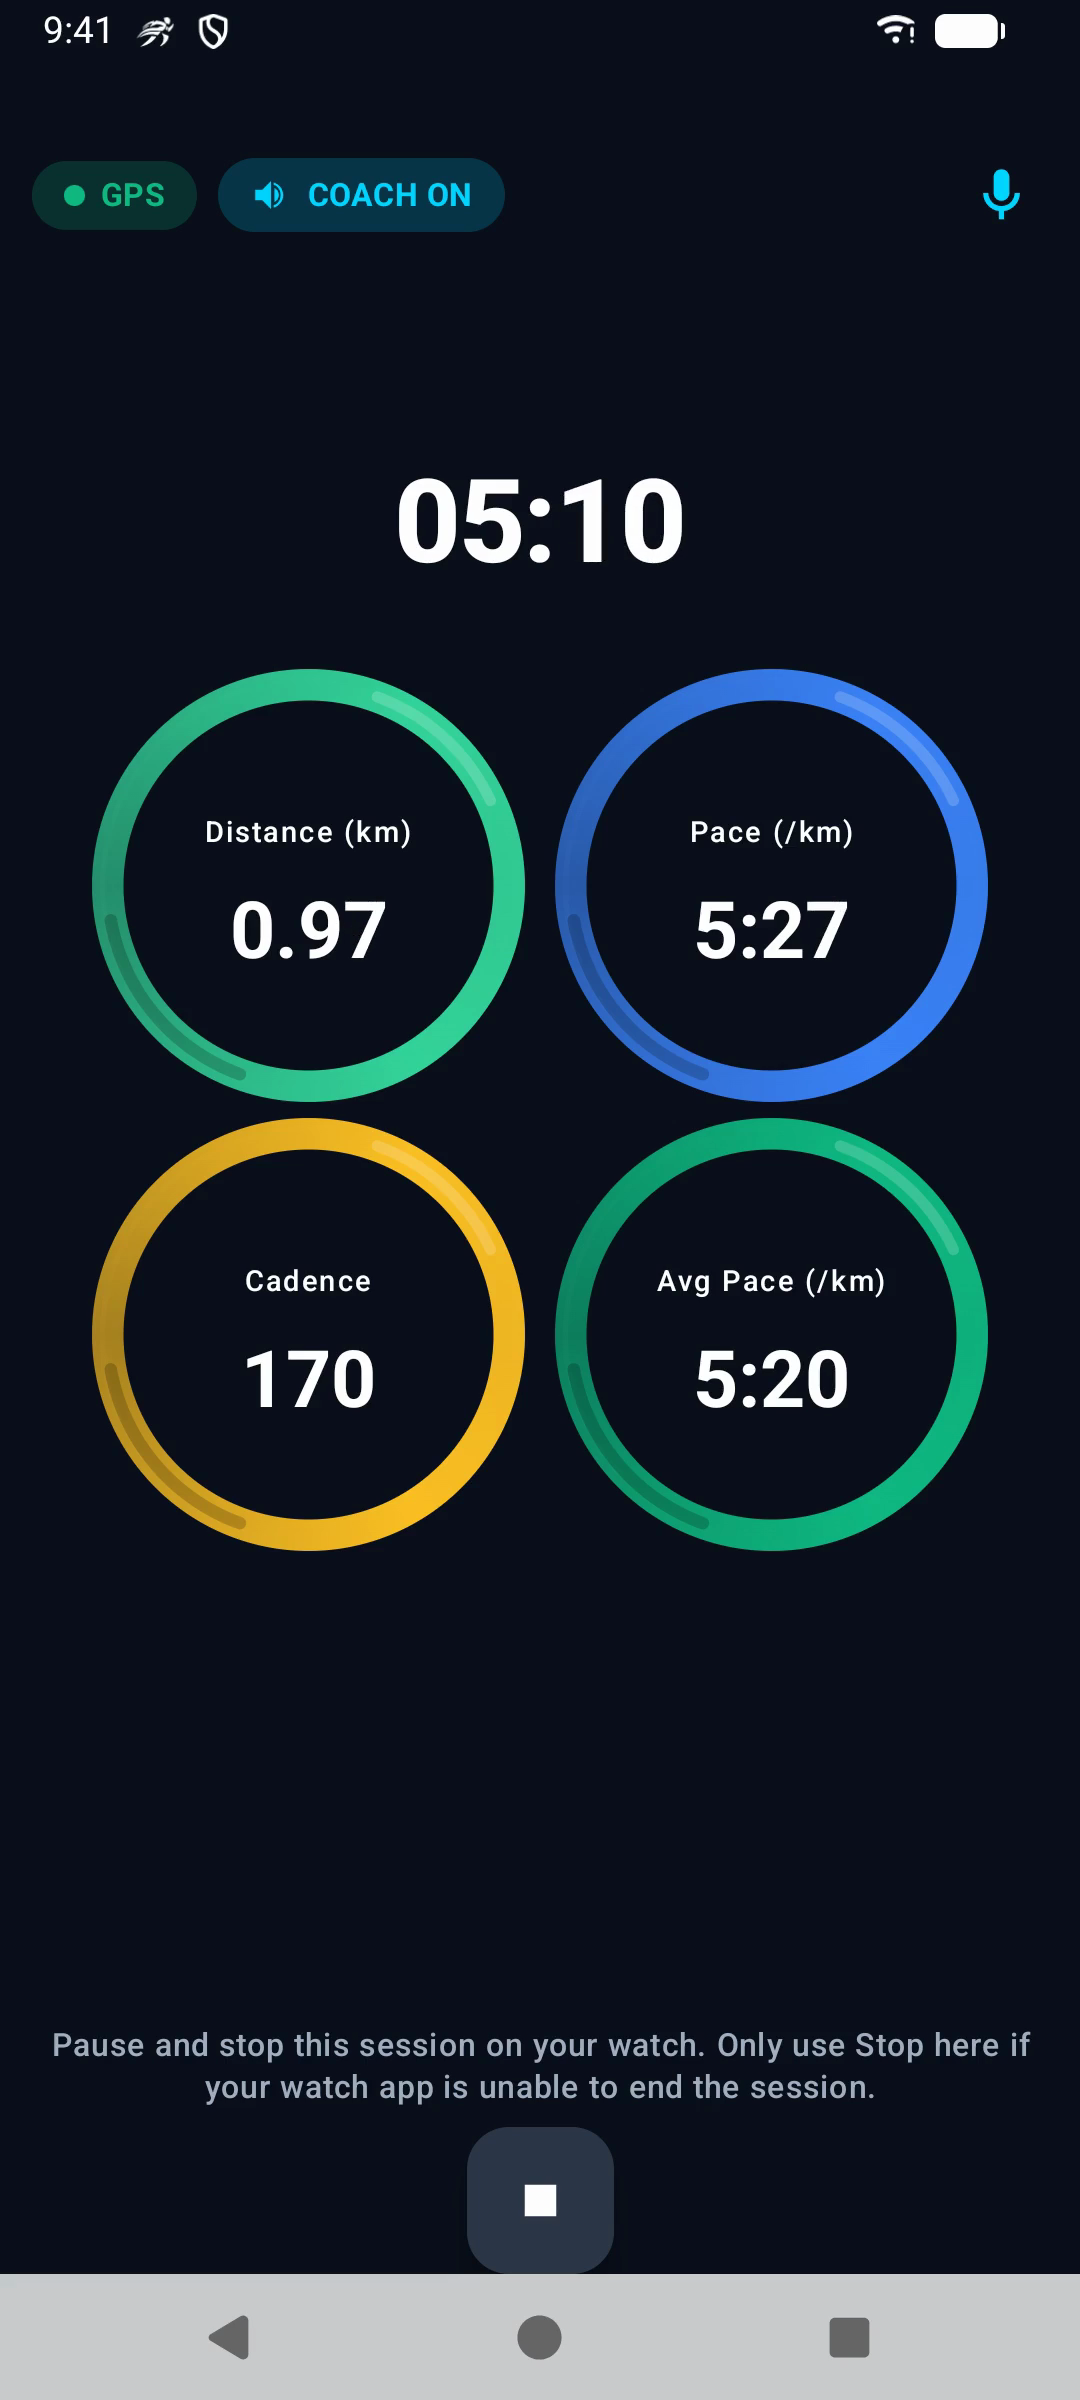 9:41
GPS
COACH ON
05:10
Distance (km)
0.97
Pace (/km)
5:27
Cadence
170
Avg Pace (/km)
5:20
Pause and stop this session on your watch. Only use Stop here if
your watch app is unable to end the session.